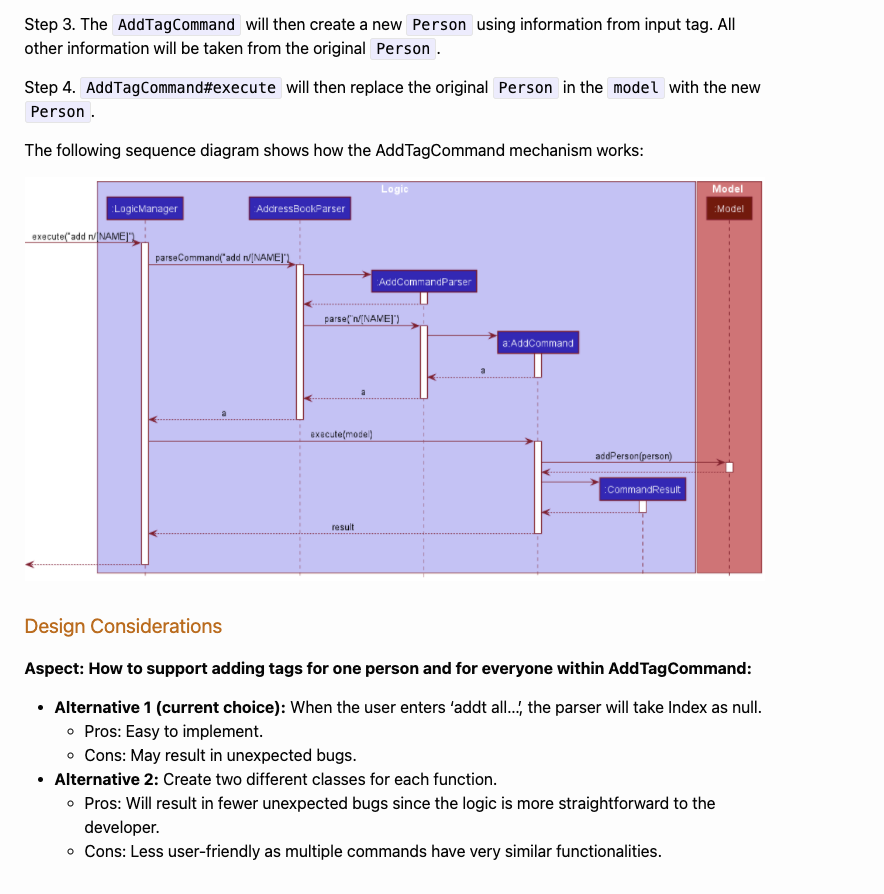 Step 3. The AddTagCommand will then create a new Person using information from input tag. All
other information will be taken from the original Person.
Step 4. AddTagCommand#execute will then replace the original Person in the model with the new
Person.
The following sequence diagram shows how the AddTagCommand mechanism works:
Logic
Model
:LogicManager
:AddressBookParser
:Model
execute("add n/[NAME]")
parseCommand("add n/[NAME]")
:AddCommandParser
parse("n/[NAME]")
a:AddCommand
a
a
a
execute(model)
addPerson(person)
:CommandResult
result
Design Considerations
Aspect: How to support adding tags for one person and for everyone within AddTagCommand:
• Alternative 1 (current choice): When the user enters ‘addt all…’, the parser will take Index as null.
◦ Pros: Easy to implement.
◦ Cons: May result in unexpected bugs.
• Alternative 2: Create two different classes for each function.
◦ Pros: Will result in fewer unexpected bugs since the logic is more straightforward to the
developer.
◦ Cons: Less user-friendly as multiple commands have very similar functionalities.